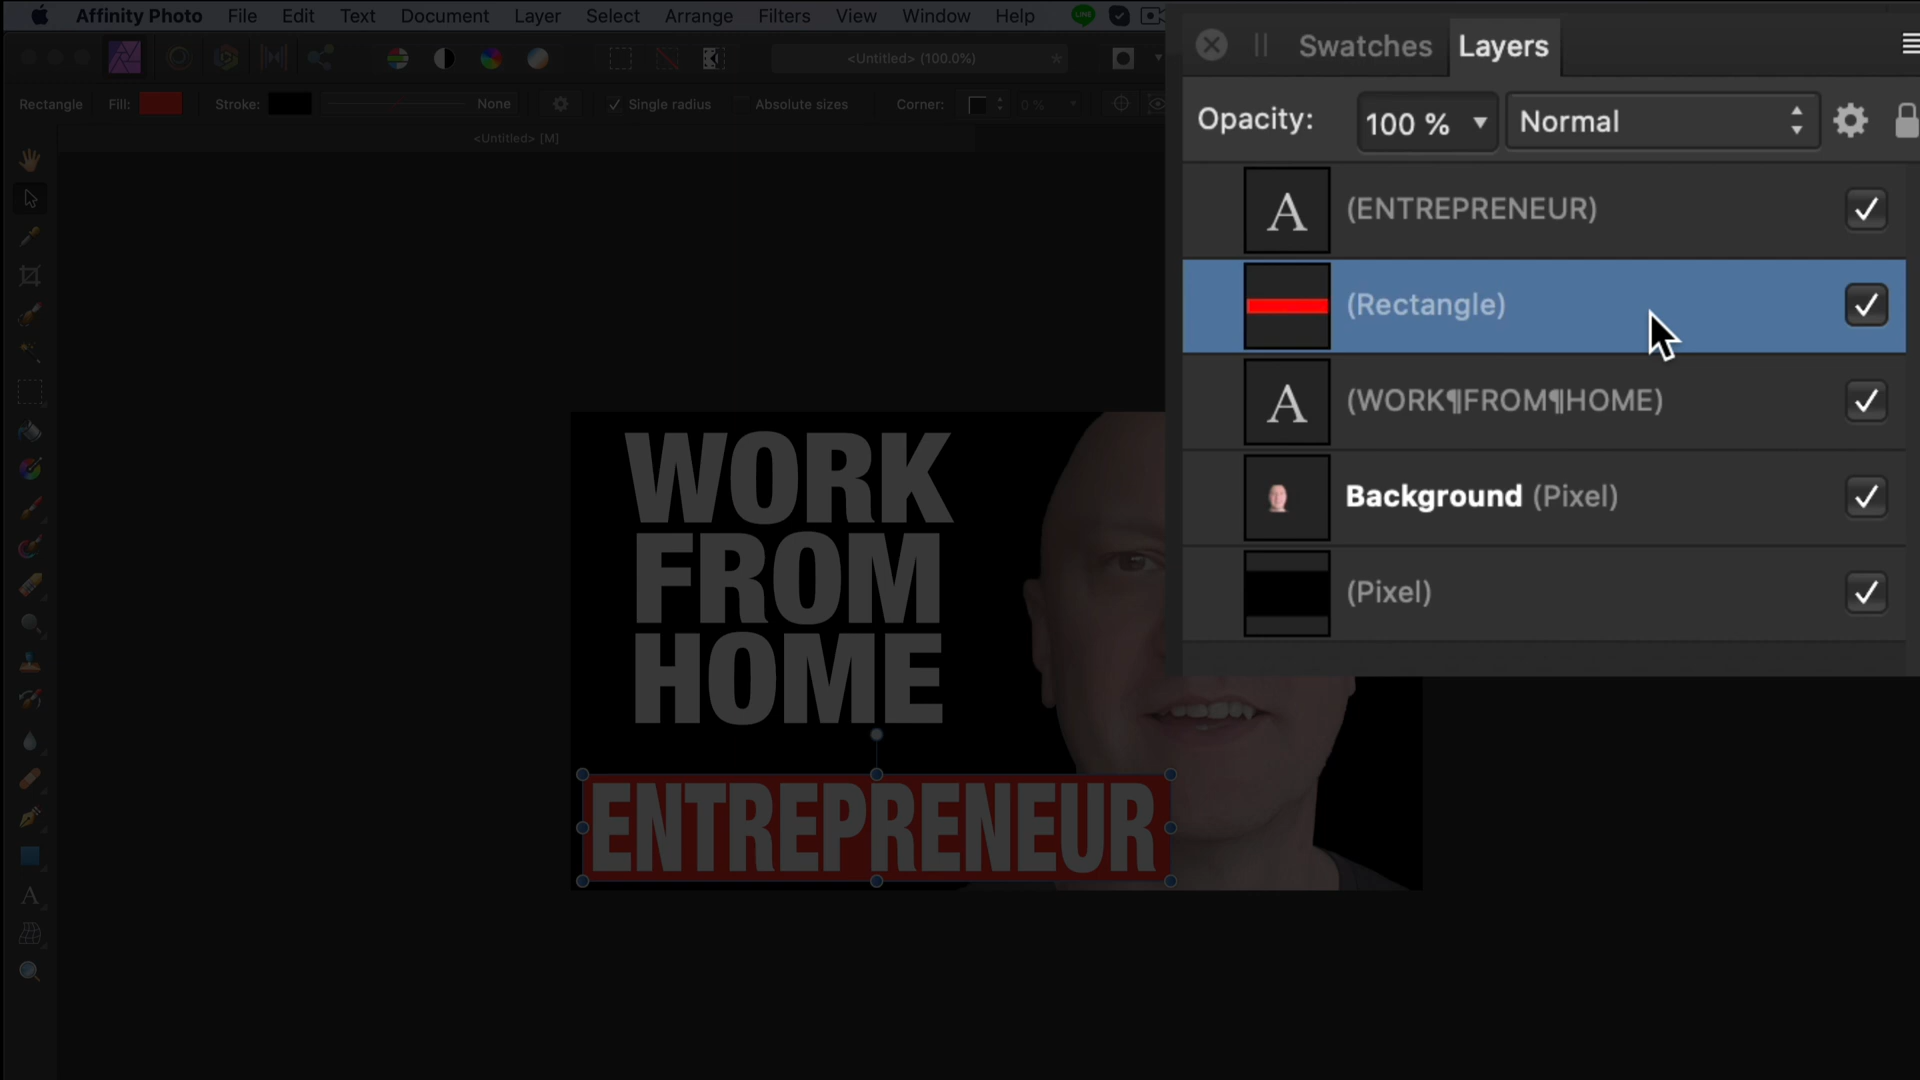 Affinity Photo File Edit Text Document Layer Select Arrange Filters View Window Help
LINE
Swatches Layers
<Untitled> (100.0%)
Rectangle Fill: Stroke: None Single radius Absolute sizes Corner: 0 %
Opacity: 100 % Normal
<Untitled> [M]
A (ENTREPRENEUR)
(Rectangle)
A (WORK¶FROM¶HOME)
Background (Pixel)
(Pixel)
WORK
FROM
HOME
ENTREPRENEUR